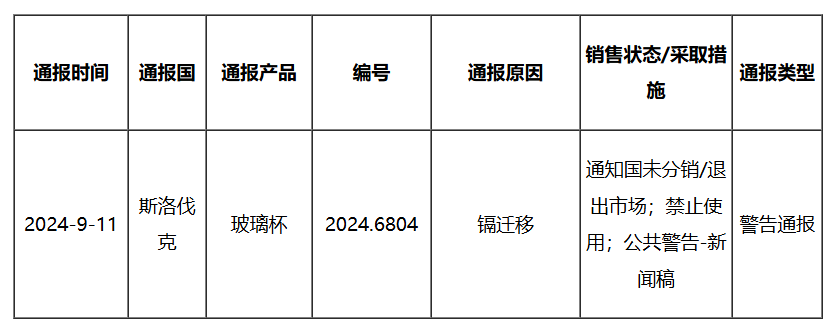 通报时间
通报国
通报产品
编号
通报原因
销售状态/采取措
施
通报类型
2024-9-11
斯洛伐
克
玻璃杯
2024.6804
镉迁移
通知国未分销/退
出市场；禁止使
用；公共警告-新
闻稿
警告通报